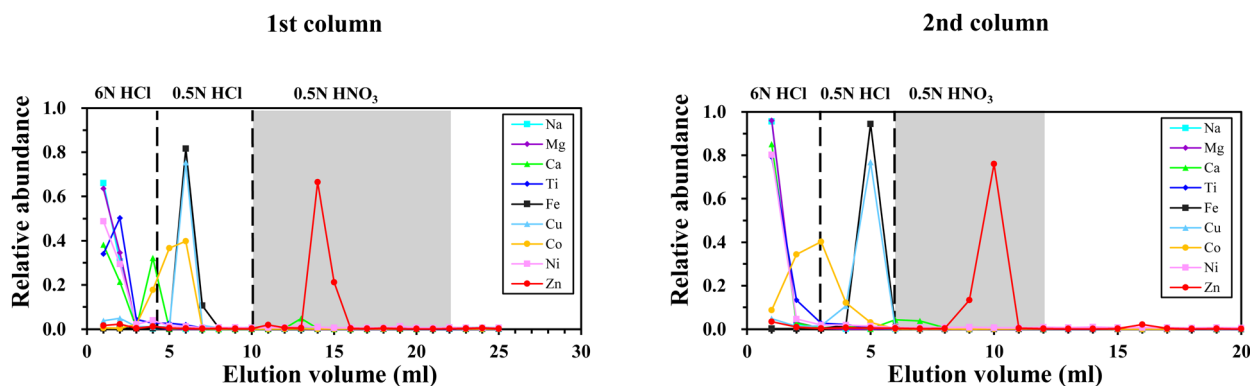 1st column
6N HCl
0.5N HCl
0.5N HNO₃
Relative abundance
1.0
0.8
0.6
0.4
0.2
0.0
0
5
10
15
20
25
30
Elution volume (ml)
Na
Mg
Ca
Ti
Fe
Cu
Co
Ni
Zn
2nd column
6N HCl
0.5N HCl
0.5N HNO₃
Relative abundance
1.0
0.8
0.6
0.4
0.2
0.0
0
5
10
15
20
Elution volume (ml)
Na
Mg
Ca
Ti
Fe
Cu
Co
Ni
Zn